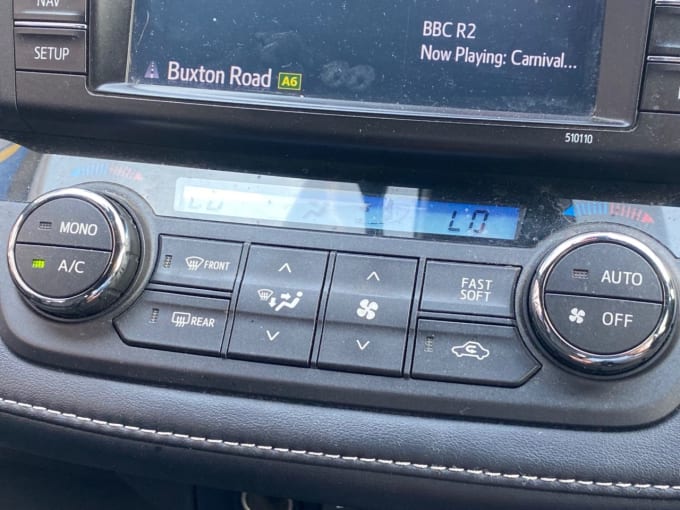 NAV
SETUP
BBC R2
Now Playing: Carnival...
Buxton Road A6
510110
LO
LO
MONO
A/C
FRONT
REAR
FAST
SOFT
AUTO
OFF